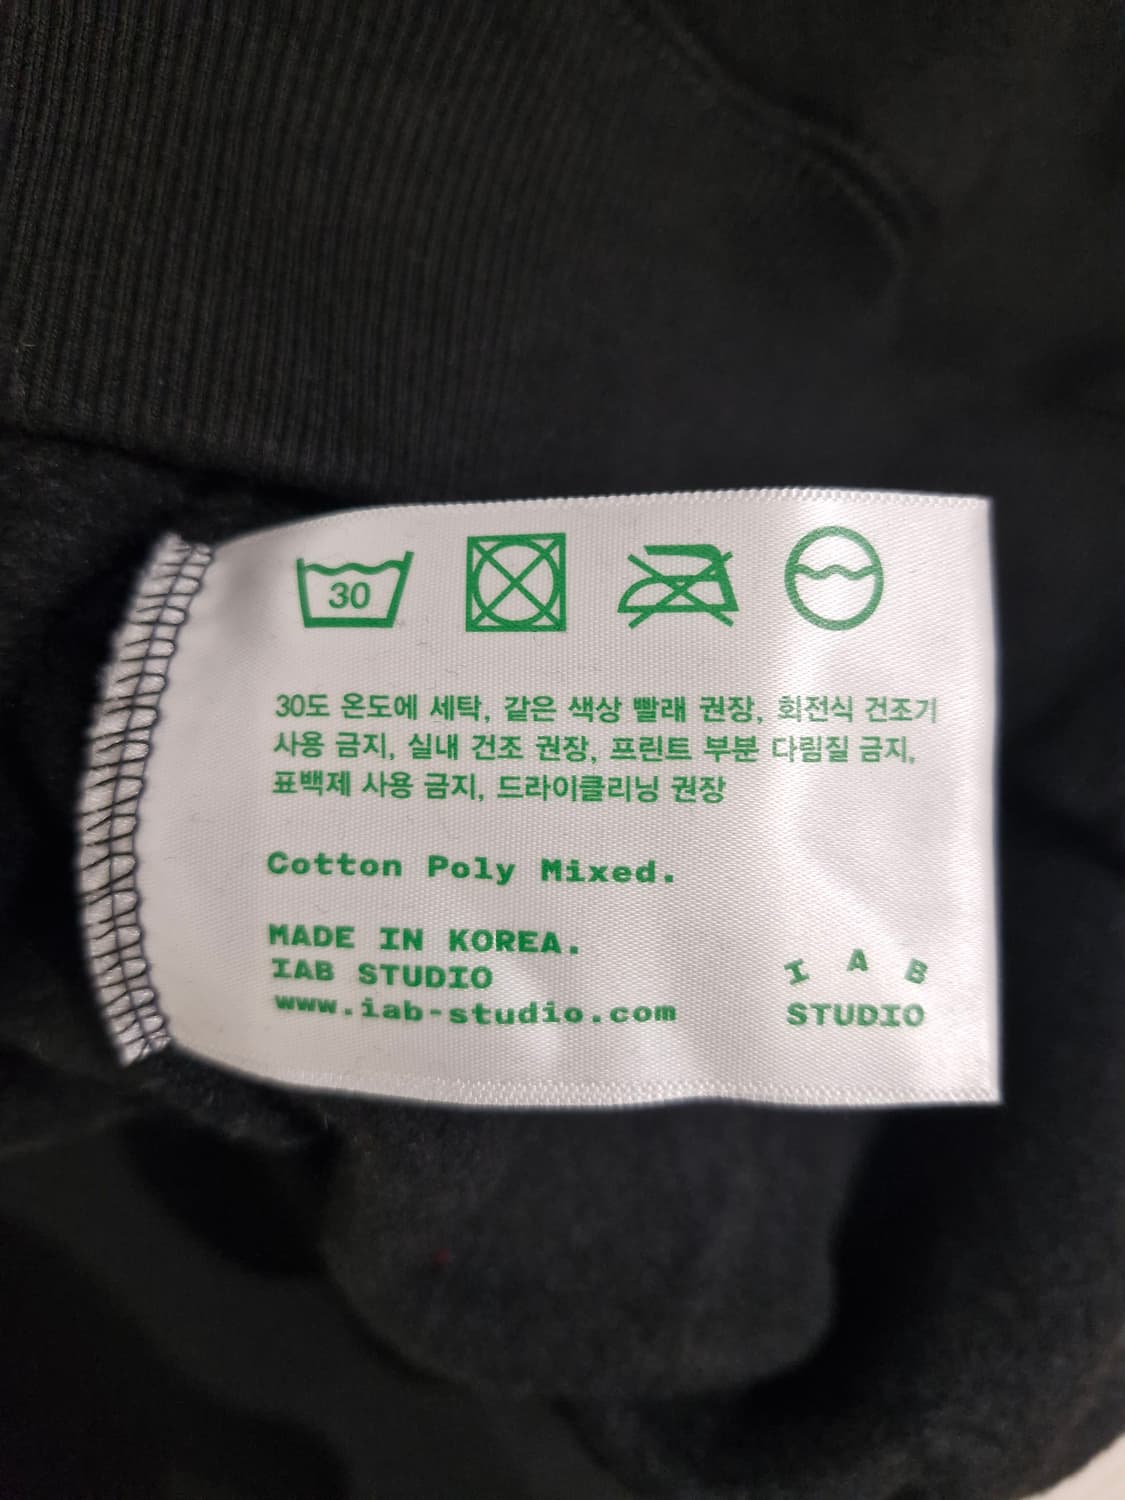 30
30도 온도에 세탁, 같은 색상 빨래 권장, 회전식 건조기
사용 금지, 실내 건조 권장, 프린트 부분 다림질 금지,
표백제 사용 금지, 드라이클리닝 권장
Cotton Poly Mixed.
MADE IN KOREA.
IAB STUDIO
www.iab-studio.com
I A B
STUDIO